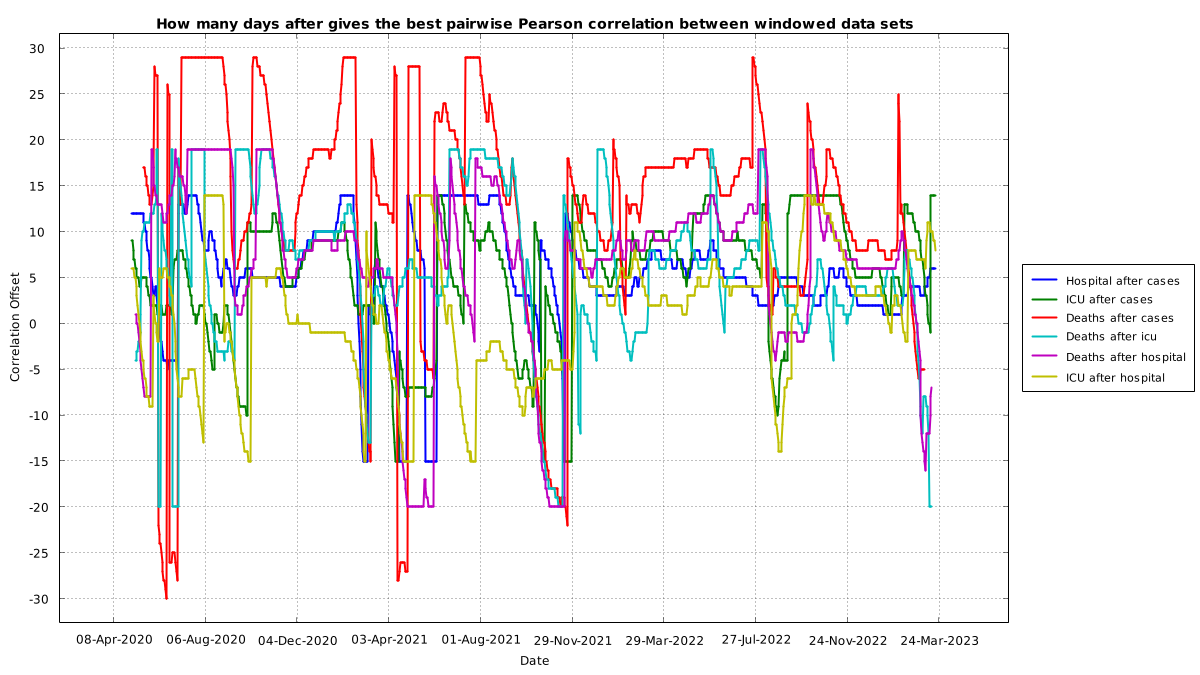 How many days after gives the best pairwise Pearson correlation between windowed data sets
30
25
20
15
10
5
0
-5
-10
-15
-20
-25
-30
Correlation Offset
08-Apr-2020 06-Aug-2020 04-Dec-2020 03-Apr-2021 01-Aug-2021 29-Nov-2021 29-Mar-2022 27-Jul-2022 24-Nov-2022 24-Mar-2023
Date
Hospital after cases
ICU after cases
Deaths after cases
Deaths after icu
Deaths after hospital
ICU after hospital